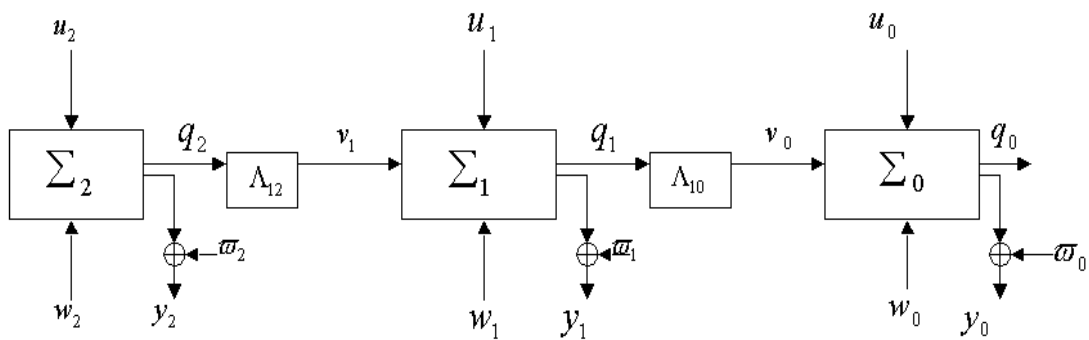 u₂ u₁ u₀
Σ₂ q₂ Λ₁₂ v₁ Σ₁ q₁ Λ₁₀ v₀ Σ₀ q₀
ϖ₂ ϖ₁ ϖ₀
w₂ y₂ w₁ y₁ w₀ y₀